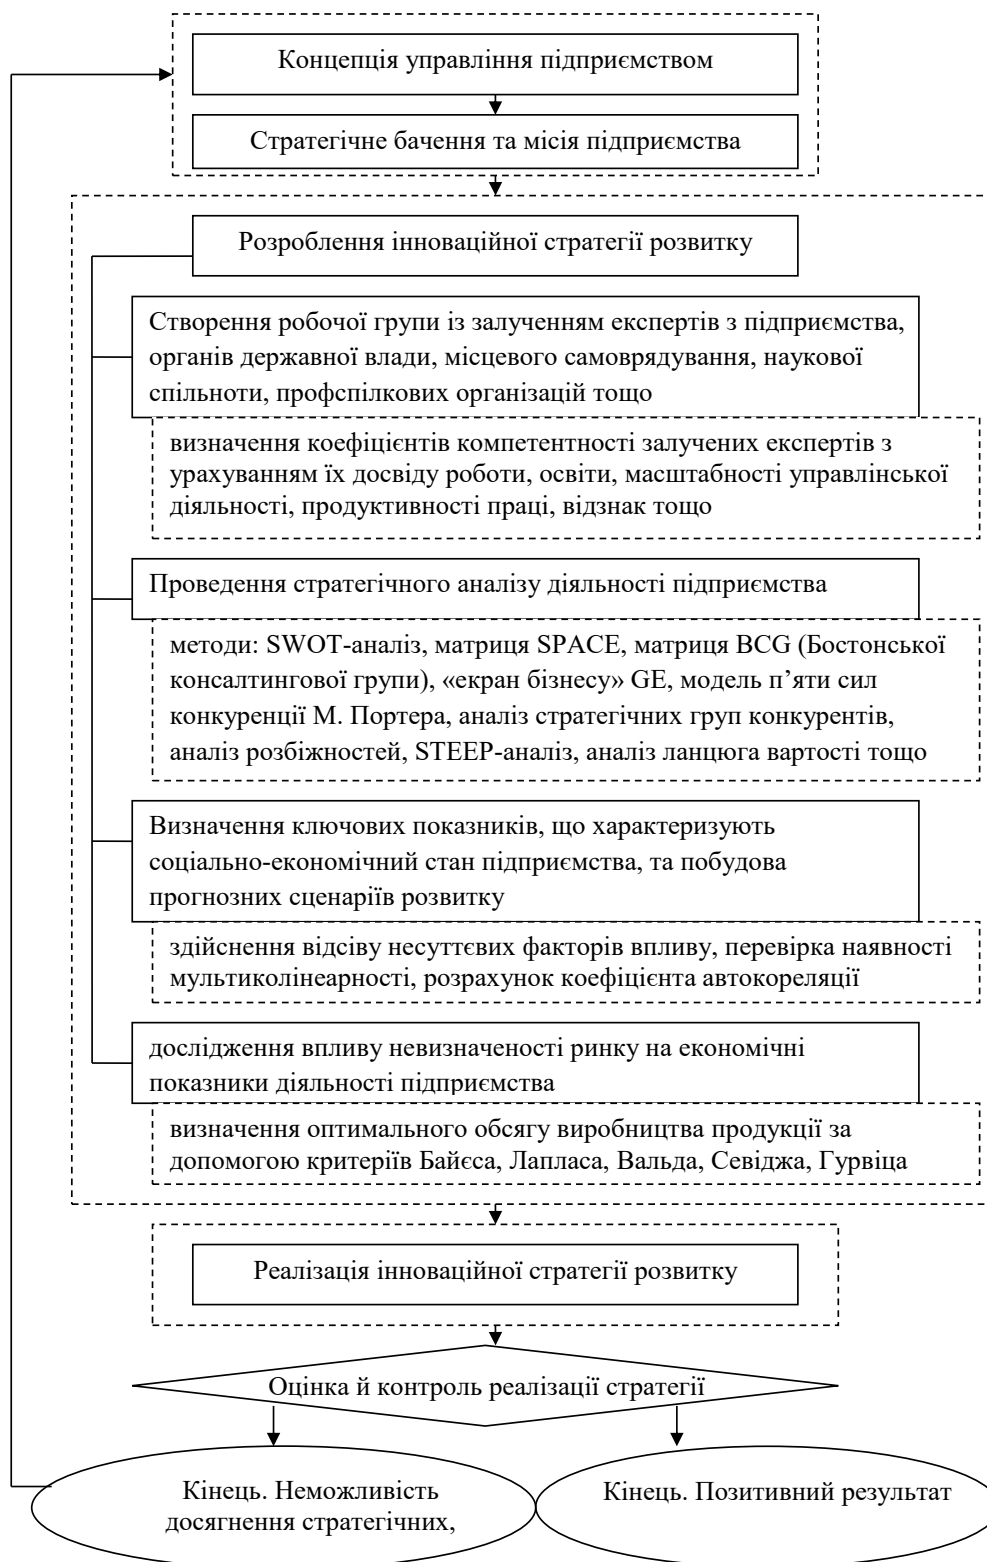 Концепція управління підприємством
Стратегічне бачення та місія підприємства
Розроблення інноваційної стратегії розвитку
Створення робочої групи із залученням експертів з підприємства,
органів державної влади, місцевого самоврядування, наукової
спільноти, профспілкових організацій тощо
визначення коефіцієнтів компетентності залучених експертів з
урахуванням їх досвіду роботи, освіти, масштабності управлінської
діяльності, продуктивності праці, відзнак тощо
Проведення стратегічного аналізу діяльності підприємства
методи: SWOT-аналіз, матриця SPACE, матриця BCG (Бостонської
консалтингової групи), «екран бізнесу» GE, модель п’яти сил
конкуренції М. Портера, аналіз стратегічних груп конкурентів,
аналіз розбіжностей, STEEP-аналіз, аналіз ланцюга вартості тощо
Визначення ключових показників, що характеризують
соціально-економічний стан підприємства, та побудова
прогнозних сценаріїв розвитку
здійснення відсіву несуттєвих факторів впливу, перевірка наявності
мультиколінеарності, розрахунок коефіцієнта автокореляції
дослідження впливу невизначеності ринку на економічні
показники діяльності підприємства
визначення оптимального обсягу виробництва продукції за
допомогою критеріїв Байєса, Лапласа, Вальда, Севіджа, Гурвіца
Реалізація інноваційної стратегії розвитку
Оцінка й контроль реалізації стратегії
Кінець. Неможливість
досягнення стратегічних,
Кінець. Позитивний результат